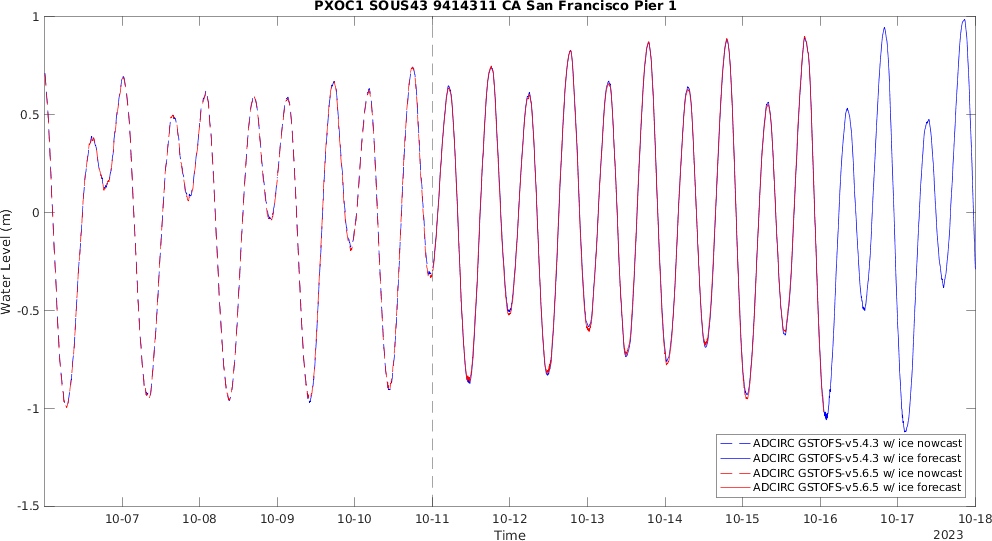 PXOC1 SOUS43 9414311 CA San Francisco Pier 1
1
0.5
0
-0.5
-1
-1.5
Water Level (m)
ADCIRC GSTOFS-v5.4.3 w/ ice nowcast
ADCIRC GSTOFS-v5.4.3 w/ ice forecast
ADCIRC GSTOFS-v5.6.5 w/ ice nowcast
ADCIRC GSTOFS-v5.6.5 w/ ice forecast
10-07 10-08 10-09 10-10 10-11 10-12 10-13 10-14 10-15 10-16 10-17 10-18
Time
2023